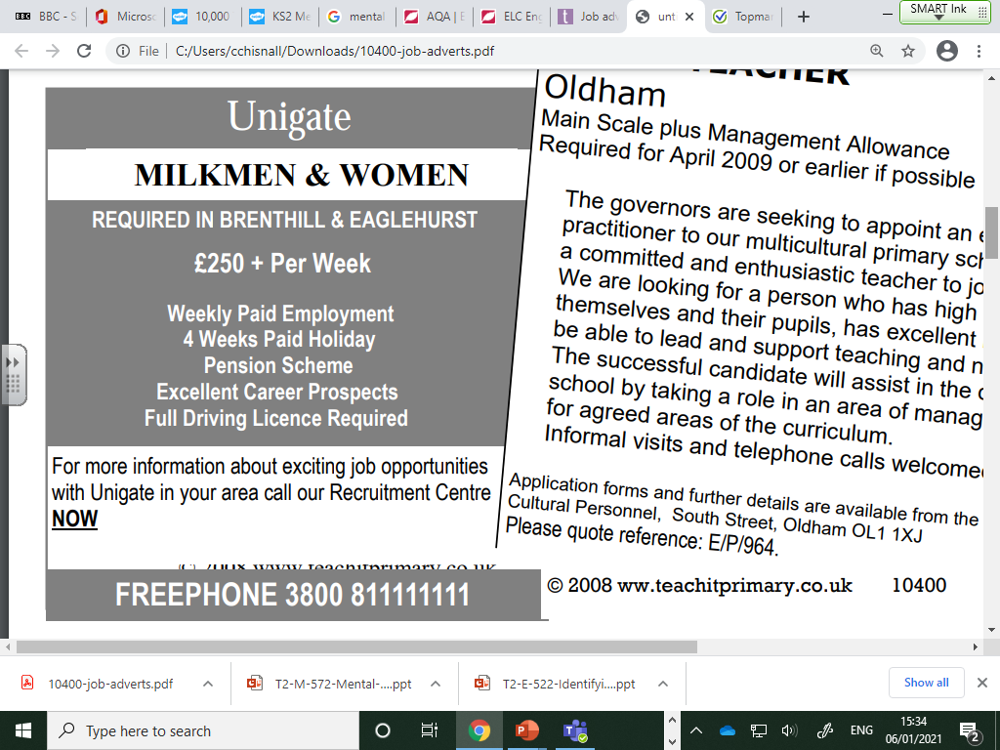 BBC - S
Micros
10,000
KS2 Me
mental
AQA | E
ELC Eng
Job adv
unt
Topmar
SMART Ink
File
C:/Users/cchisnall/Downloads/10400-job-adverts.pdf
Unigate
MILKMEN & WOMEN
REQUIRED IN BRENTHILL & EAGLEHURST
£250 + Per Week
Weekly Paid Employment
4 Weeks Paid Holiday
Pension Scheme
Excellent Career Prospects
Full Driving Licence Required
For more information about exciting job opportunities
with Unigate in your area call our Recruitment Centre
NOW
© 2008 www.teachitprimary.co.uk
FREEPHONE 3800 811111111
TEACHER
Oldham
Main Scale plus Management Allowance
Required for April 2009 or earlier if possible
The governors are seeking to appoint an
practitioner to our multicultural primary sch
a committed and enthusiastic teacher to jo
We are looking for a person who has high
themselves and their pupils, has excellent
be able to lead and support teaching and
The successful candidate will assist in the
school by taking a role in an area of manag
for agreed areas of the curriculum.
Informal visits and telephone calls welcome
Application forms and further details are available from the
Cultural Personnel, South Street, Oldham OL1 1XJ
Please quote reference: E/P/964.
© 2008 ww.teachitprimary.co.uk 10400
10400-job-adverts.pdf
T2-M-572-Mental-....ppt
T2-E-522-Identifyi....ppt
Show all
Type here to search
ENG
15:34
06/01/2021
2